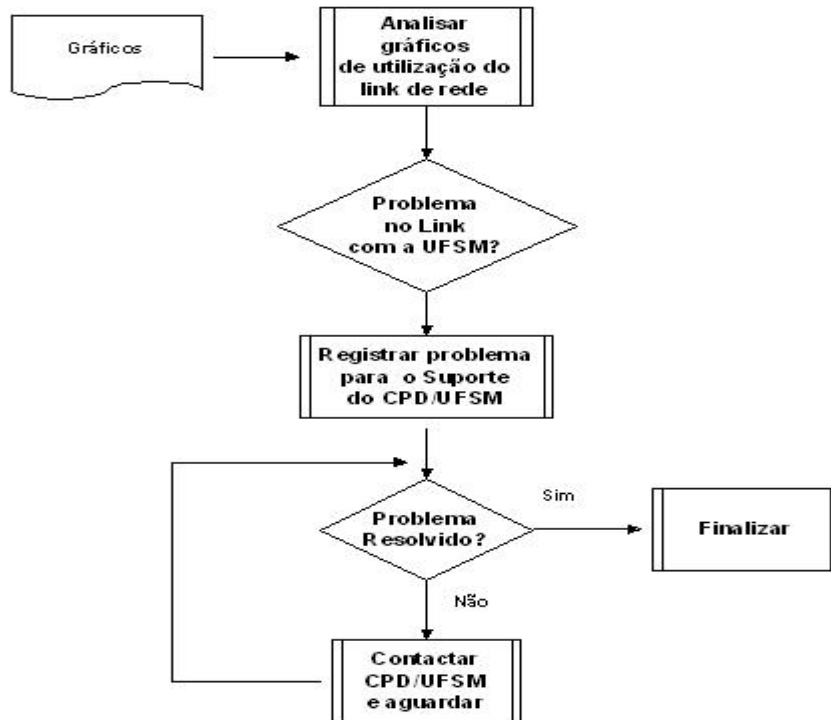 Gráficos
Analisar
gráficos
de utilização do
link de rede
Problema
no Link
com a UFSM?
Registrar problema
para o Suporte
do CPD/UFSM
Problema
Resolvido?
Sim
Finalizar
Não
Contactar
CPD/UFSM
e aguardar